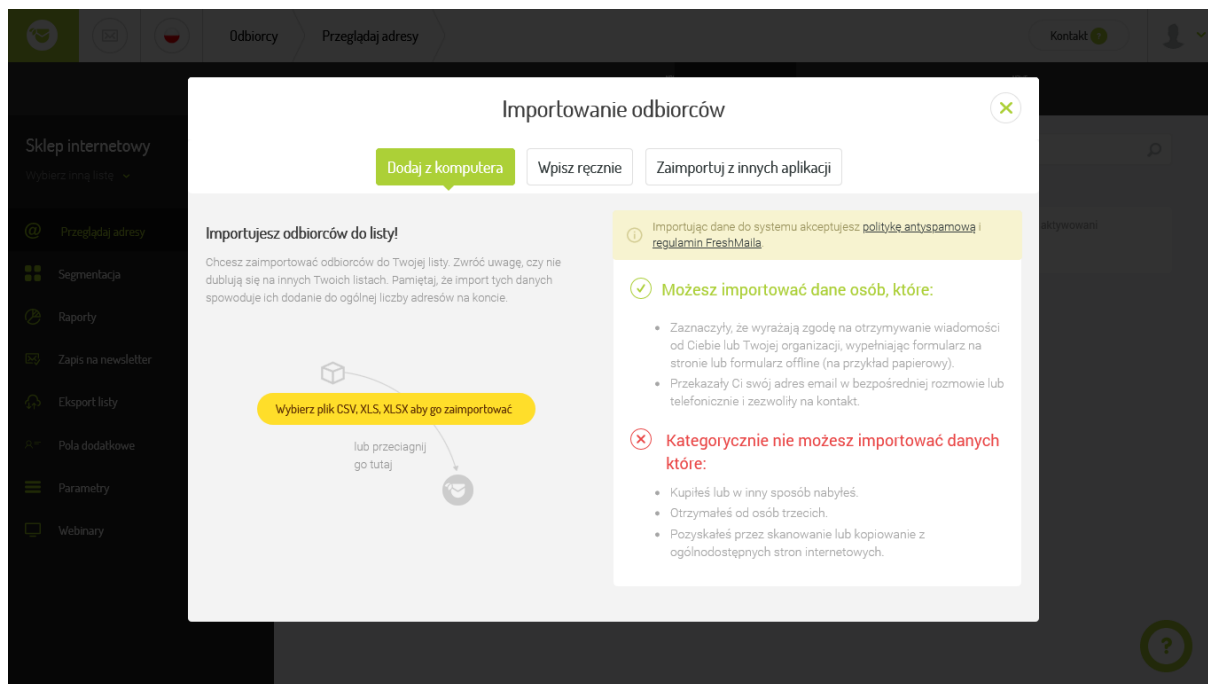 Odbiorcy
Przeglądaj adresy
Kontakt
?
Importowanie odbiorców
Sklep internetowy
Wybierz inną listę
Dodaj z komputera
Wpisz ręcznie
Zaimportuj z innych aplikacji
@ Przeglądaj adresy
Segmentacja
Raporty
Zapis na newsletter
Eksport listy
Pola dodatkowe
Parametry
Webinary
Importujesz odbiorców do listy!
Chcesz zaimportować odbiorców do Twojej listy. Zwróć uwagę, czy nie
dublują się na innych Twoich listach. Pamiętaj, że import tych danych
spowoduje ich dodanie do ogólnej liczby adresów na koncie.
Wybierz plik CSV, XLS, XLSX aby go zaimportować
lub przeciagnij
go tutaj
Importując dane do systemu akceptujesz politykę antyspamową i
regulamin FreshMaila.
Możesz importować dane osób, które:
• Zaznaczyły, że wyrażają zgodę na otrzymywanie wiadomości
od Ciebie lub Twojej organizacji, wypełniając formularz na
stronie lub formularz offline (na przykład papierowy).
• Przekazały Ci swój adres email w bezpośredniej rozmowie lub
telefonicznie i zezwoliły na kontakt.
Kategorycznie nie możesz importować danych
które:
• Kupiłeś lub w inny sposób nabyłeś.
• Otrzymałeś od osób trzecich.
• Pozyskałeś przez skanowanie lub kopiowanie z
ogólnodostępnych stron internetowych.
aktywowani
?